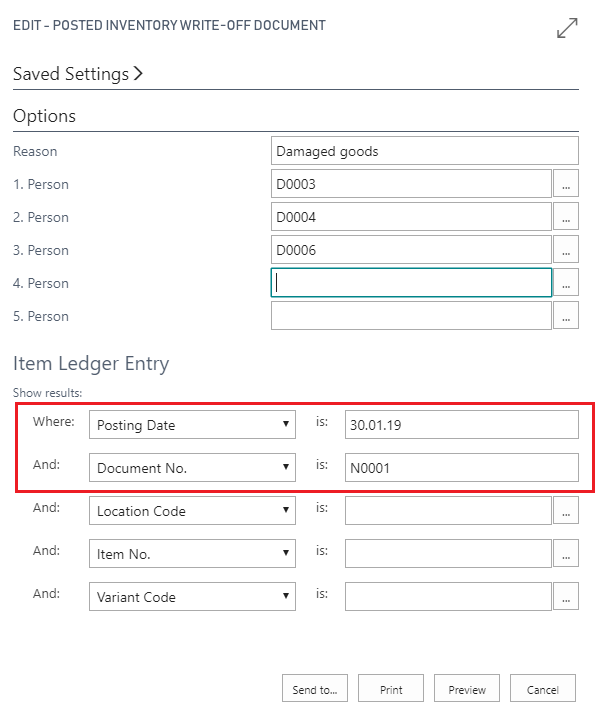 EDIT - POSTED INVENTORY WRITE-OFF DOCUMENT
Saved Settings
Options
Reason Damaged goods
1. Person D0003 ...
2. Person D0004 ...
3. Person D0006 ...
4. Person ...
5. Person ...
Item Ledger Entry
Show results:
Where: Posting Date is: 30.01.19
And: Document No. is: N0001
And: Location Code is: ...
And: Item No. is: ...
And: Variant Code is: ...
Send to... Print Preview Cancel